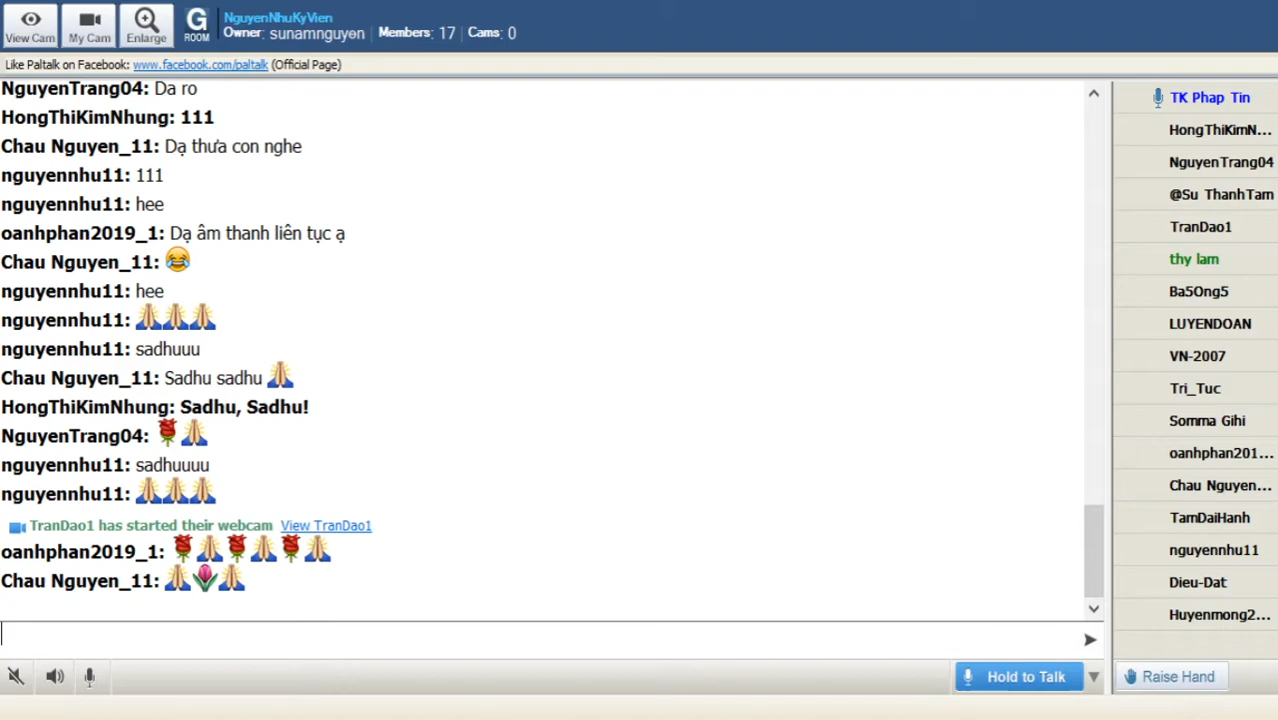 View Cam
My Cam
Enlarge
G
ROOM
NguyenNhuKyVien
Owner: sunamnguyen | Members: 17 | Cams: 0
Like Paltalk on Facebook: www.facebook.com/paltalk (Official Page)
NguyenTrang04: Da ro
HongThiKimNhung: 111
Chau Nguyen_11: Dạ thưa con nghe
nguyennhu11: 111
nguyennhu11: hee
oanhphan2019_1: Dạ âm thanh liên tục ạ
Chau Nguyen_11: 😂
nguyennhu11: hee
nguyennhu11: 🙏🙏🙏
nguyennhu11: sadhuuu
Chau Nguyen_11: Sadhu sadhu 🙏
HongThiKimNhung: Sadhu, Sadhu!
NguyenTrang04: 🌹🙏
nguyennhu11: sadhuuuu
nguyennhu11: 🙏🙏🙏
TranDao1 has started their webcam View TranDao1
oanhphan2019_1: 🌹🙏🌹🙏🌹🙏
Chau Nguyen_11: 🙏🌷🙏
Hold to Talk
TK Phap Tin
HongThiKimN...
NguyenTrang04
@Su ThanhTam
TranDao1
thy lam
Ba5Ong5
LUYENDOAN
VN-2007
Tri_Tuc
Somma Gihi
oanhphan201...
Chau Nguyen...
TamDaiHanh
nguyennhu11
Dieu-Dat
Huyenmong2...
Raise Hand